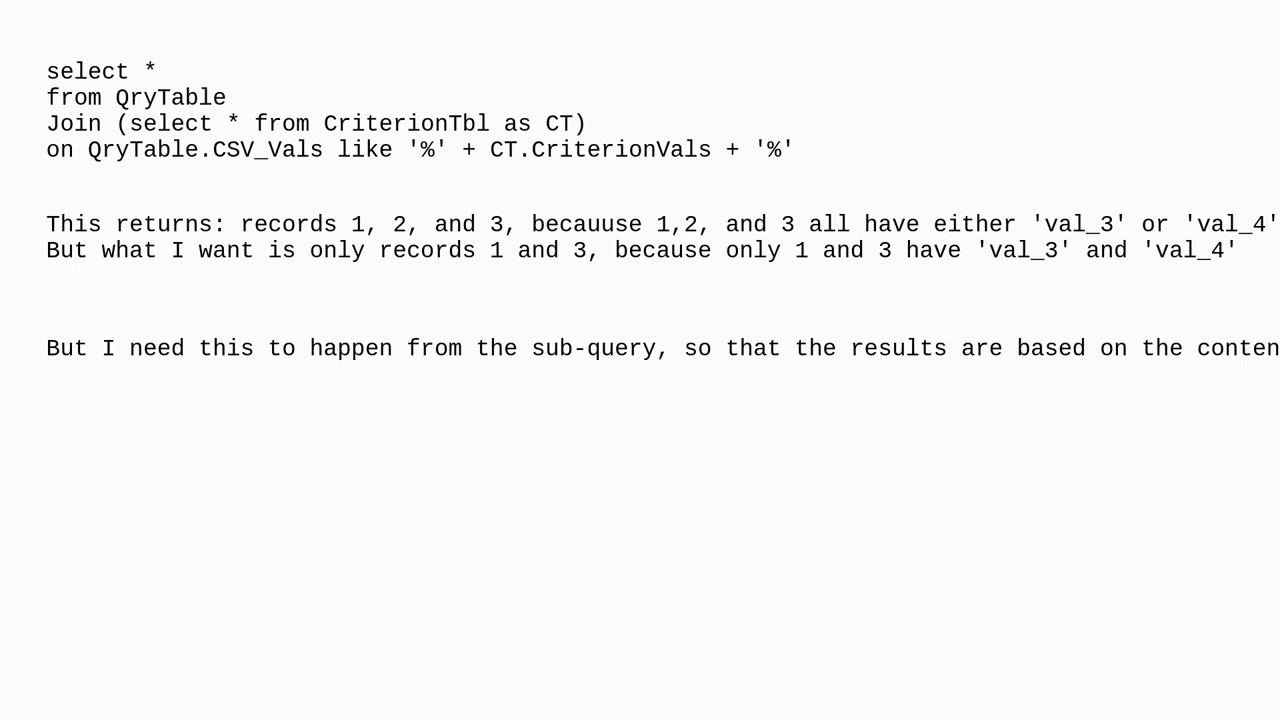 select *
from QryTable
Join (select * from CriterionTbl as CT)
on QryTable.CSV_Vals like '%' + CT.CriterionVals + '%'
This returns: records 1, 2, and 3, becauuse 1,2, and 3 all have either 'val_3' or 'val_4'
But what I want is only records 1 and 3, because only 1 and 3 have 'val_3' and 'val_4'
But I need this to happen from the sub-query, so that the results are based on the conten